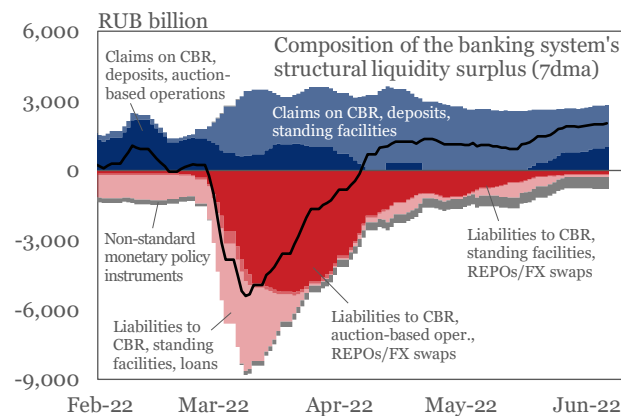 RUB billion
6,000
3,000
0
-3,000
-6,000
-9,000
Composition of the banking system's
structural liquidity surplus (7dma)
Claims on CBR,
deposits, auction-
based operations
Claims on CBR, deposits,
standing facilities
Non-standard
monetary policy
instruments
Liabilities to CBR,
standing facilities,
REPOs/FX swaps
Liabilities to
CBR, standing
facilities, loans
Liabilities to CBR,
auction-based oper.,
REPOs/FX swaps
Feb-22
Mar-22
Apr-22
May-22
Jun-22